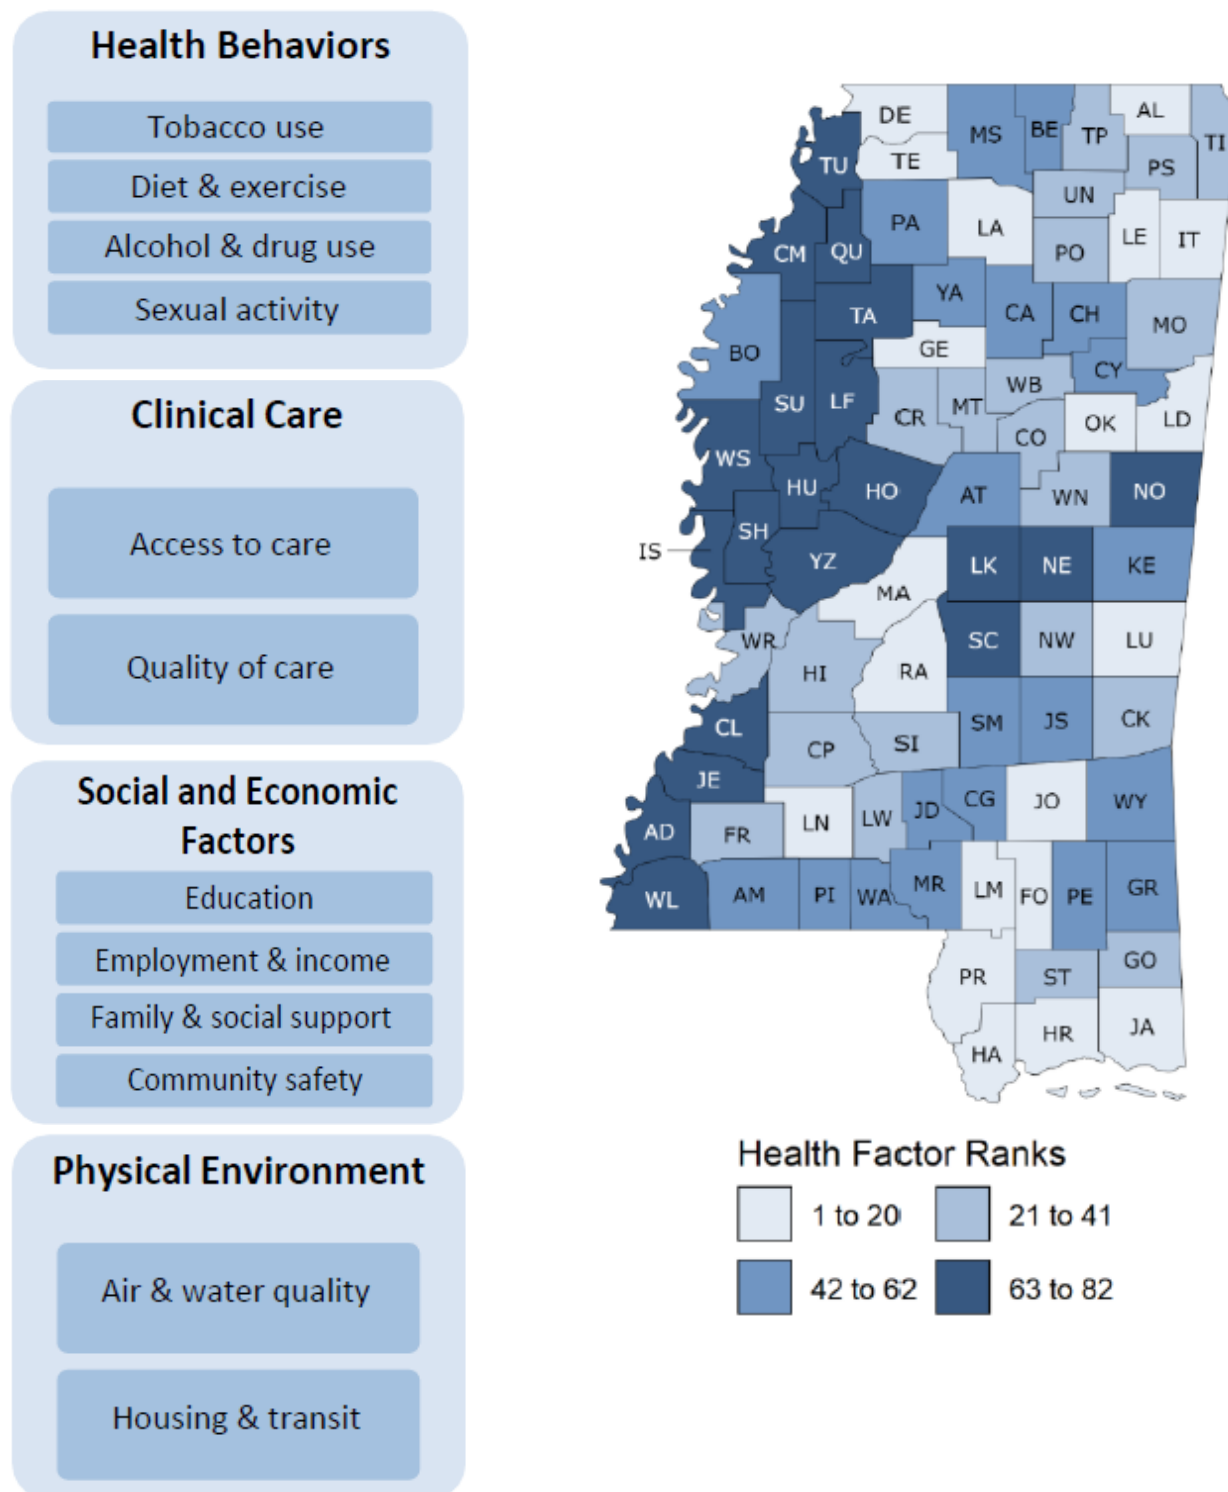 Health Behaviors
Tobacco use
Diet & exercise
Alcohol & drug use
Sexual activity
Clinical Care
Access to care
Quality of care
Social and Economic
Factors
Education
Employment & income
Family & social support
Community safety
Physical Environment
Air & water quality
Housing & transit
DE
MS
BE
TP
AL
TI
TU
TE
PS
UN
PA
LA
LE
IT
CM
QU
PO
YA
TA
CA
CH
MO
BO
GE
CY
WB
SU
LF
CR
MT
CO
OK
LD
WS
HU
HO
AT
WN
NO
SH
IS
YZ
LK
NE
KE
MA
WR
SC
NW
LU
HI
RA
CL
CP
SI
SM
JS
CK
JE
AD
FR
LN
LW
JD
CG
JO
WY
WL
AM
PI
WA
MR
LM
FO
PE
GR
PR
ST
GO
HA
HR
JA
Health Factor Ranks
1 to 20
21 to 41
42 to 62
63 to 82